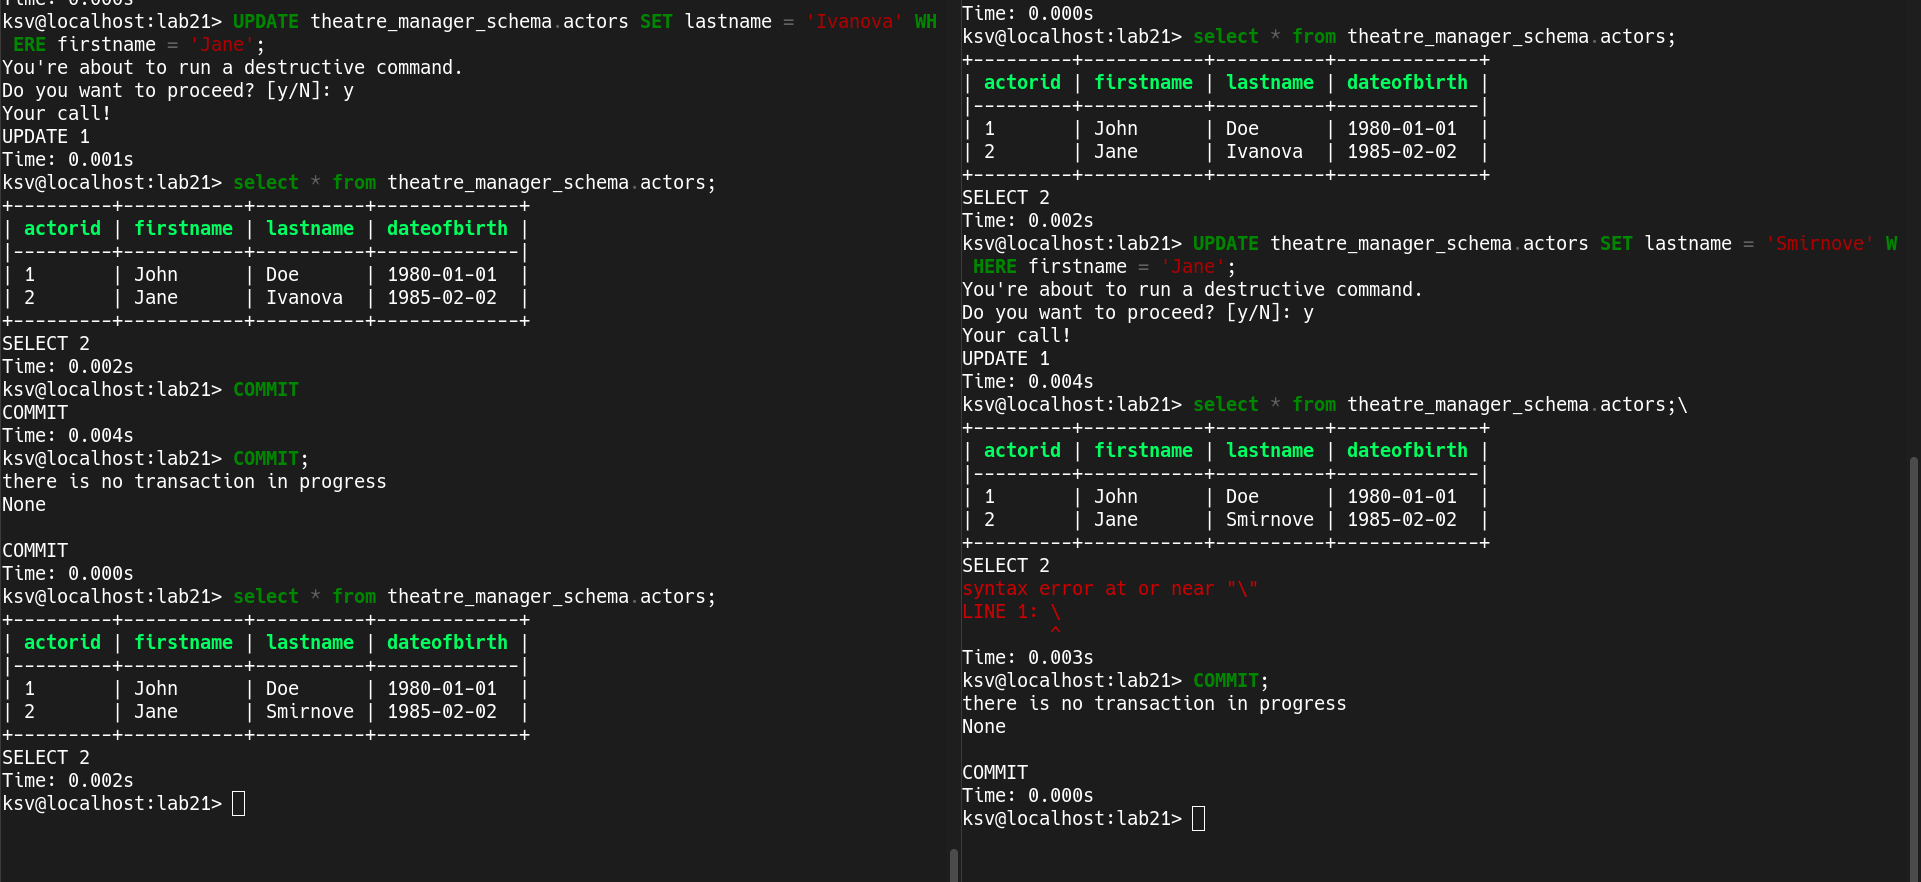 Time: 0.000s
ksv@localhost:lab21> UPDATE theatre_manager_schema.actors SET lastname = 'Ivanova' WH
 ERE firstname = 'Jane';
You're about to run a destructive command.
Do you want to proceed? [y/N]: y
Your call!
UPDATE 1
Time: 0.001s
ksv@localhost:lab21> select * from theatre_manager_schema.actors;
+---------+-----------+----------+-------------+
| actorid | firstname | lastname | dateofbirth |
|---------+-----------+----------+-------------|
| 1       | John      | Doe      | 1980-01-01  |
| 2       | Jane      | Ivanova  | 1985-02-02  |
+---------+-----------+----------+-------------+
SELECT 2
Time: 0.002s
ksv@localhost:lab21> COMMIT
COMMIT
Time: 0.004s
ksv@localhost:lab21> COMMIT;
there is no transaction in progress
None

COMMIT
Time: 0.000s
ksv@localhost:lab21> select * from theatre_manager_schema.actors;
+---------+-----------+----------+-------------+
| actorid | firstname | lastname | dateofbirth |
|---------+-----------+----------+-------------|
| 1       | John      | Doe      | 1980-01-01  |
| 2       | Jane      | Smirnove | 1985-02-02  |
+---------+-----------+----------+-------------+
SELECT 2
Time: 0.002s
ksv@localhost:lab21>
Time: 0.000s
ksv@localhost:lab21> select * from theatre_manager_schema.actors;
+---------+-----------+----------+-------------+
| actorid | firstname | lastname | dateofbirth |
|---------+-----------+----------+-------------|
| 1       | John      | Doe      | 1980-01-01  |
| 2       | Jane      | Ivanova  | 1985-02-02  |
+---------+-----------+----------+-------------+
SELECT 2
Time: 0.002s
ksv@localhost:lab21> UPDATE theatre_manager_schema.actors SET lastname = 'Smirnove' W
 HERE firstname = 'Jane';
You're about to run a destructive command.
Do you want to proceed? [y/N]: y
Your call!
UPDATE 1
Time: 0.004s
ksv@localhost:lab21> select * from theatre_manager_schema.actors;\
+---------+-----------+----------+-------------+
| actorid | firstname | lastname | dateofbirth |
|---------+-----------+----------+-------------|
| 1       | John      | Doe      | 1980-01-01  |
| 2       | Jane      | Smirnove | 1985-02-02  |
+---------+-----------+----------+-------------+
SELECT 2
syntax error at or near "\"
LINE 1: \
        ^
Time: 0.003s
ksv@localhost:lab21> COMMIT;
there is no transaction in progress
None

COMMIT
Time: 0.000s
ksv@localhost:lab21>